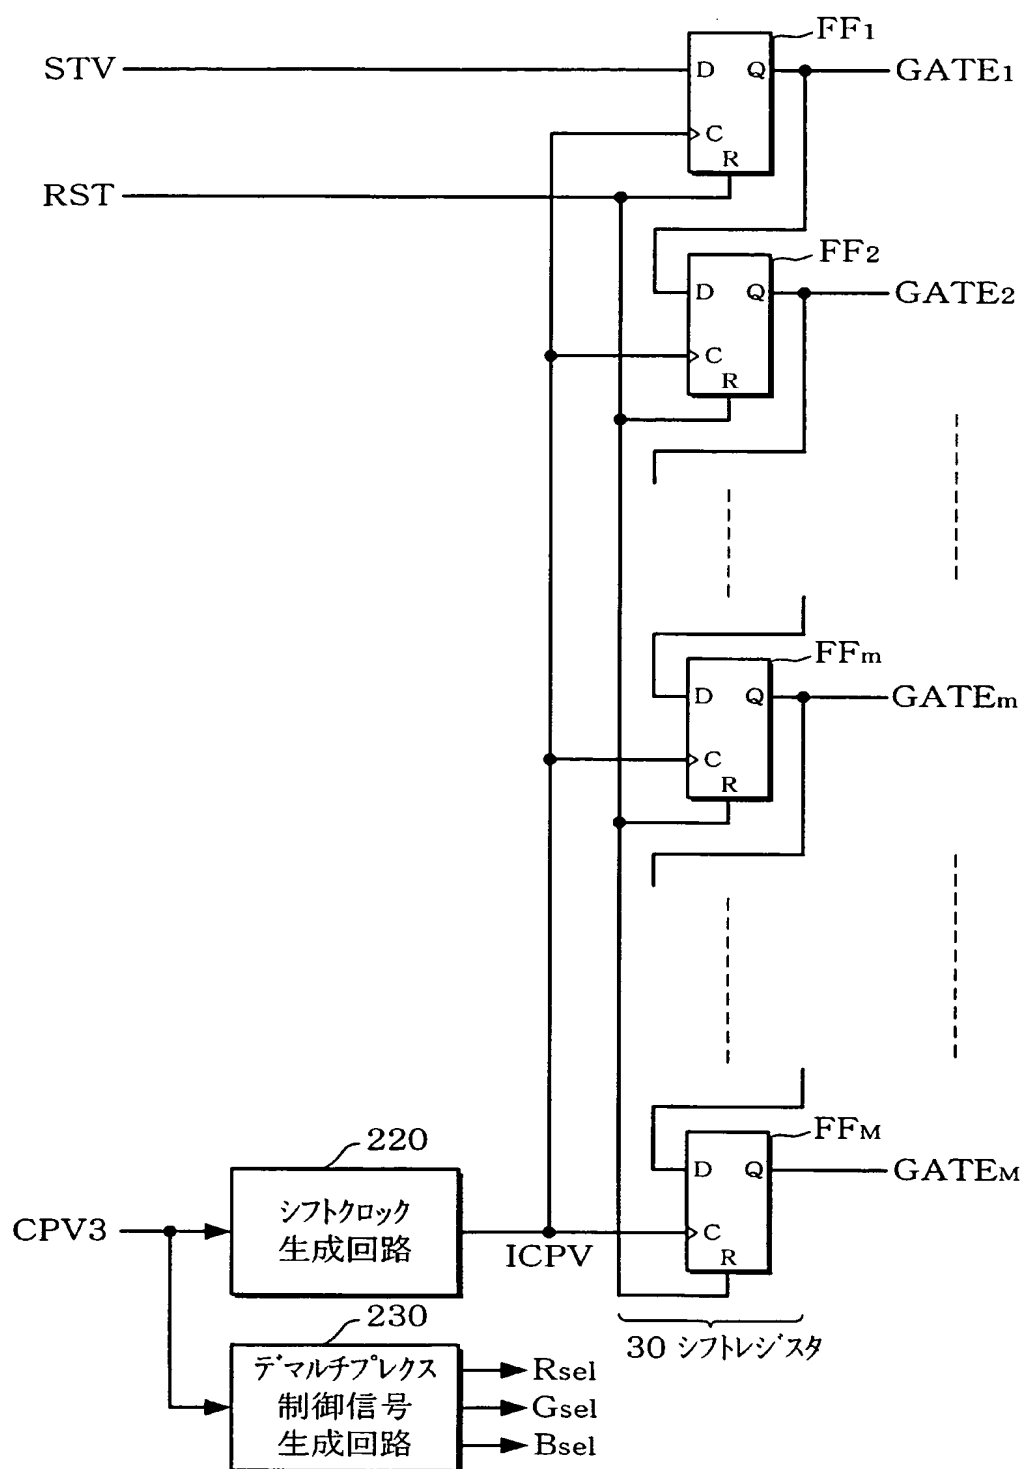 FF1
STV
D
Q
GATE1
C
R
RST
FF2
D
Q
GATE2
C
R
FFm
D
Q
GATEm
C
R
FFM
D
Q
GATEM
C
R
220
CPV3
シフトクロック
生成回路
ICPV
30 シフトレジスタ
230
デマルチプレクス
制御信号
生成回路
Rsel
Gsel
Bsel